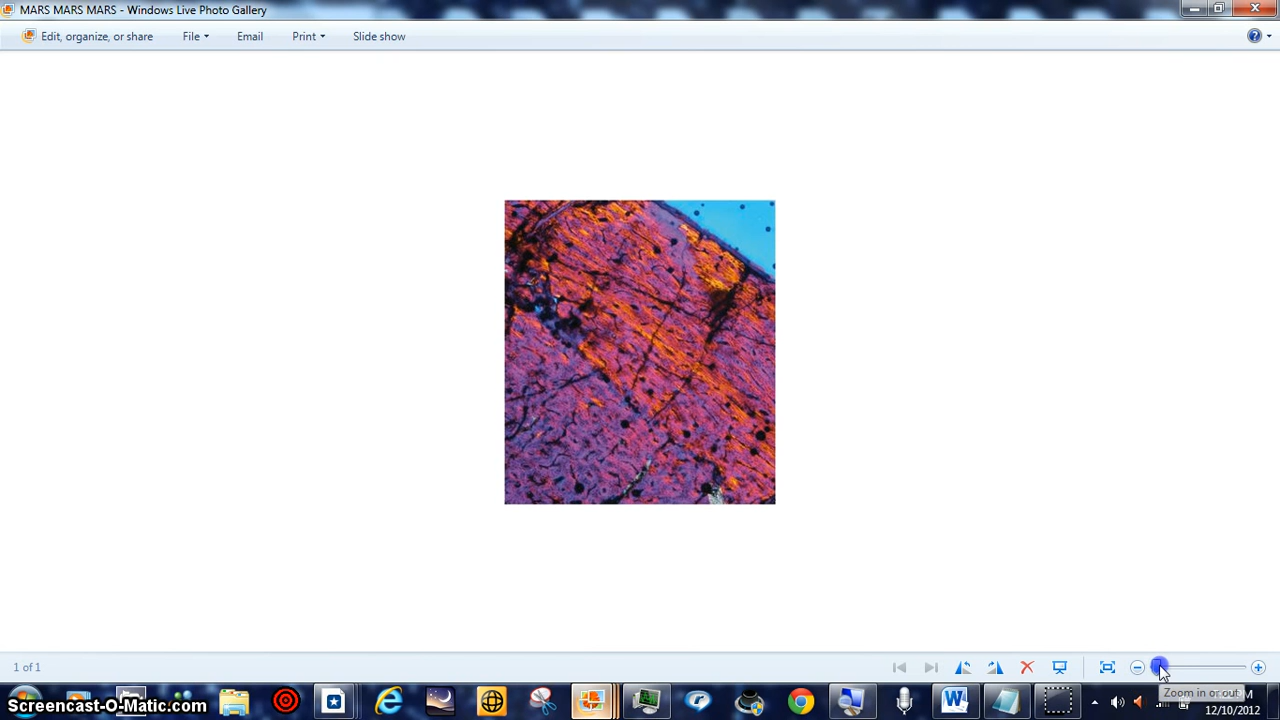 MARS MARS MARS - Windows Live Photo Gallery
Edit, organize, or share File Email Print Slide show
1 of 1
Zoom in or out
Screencast-O-Matic.com
12/10/2012